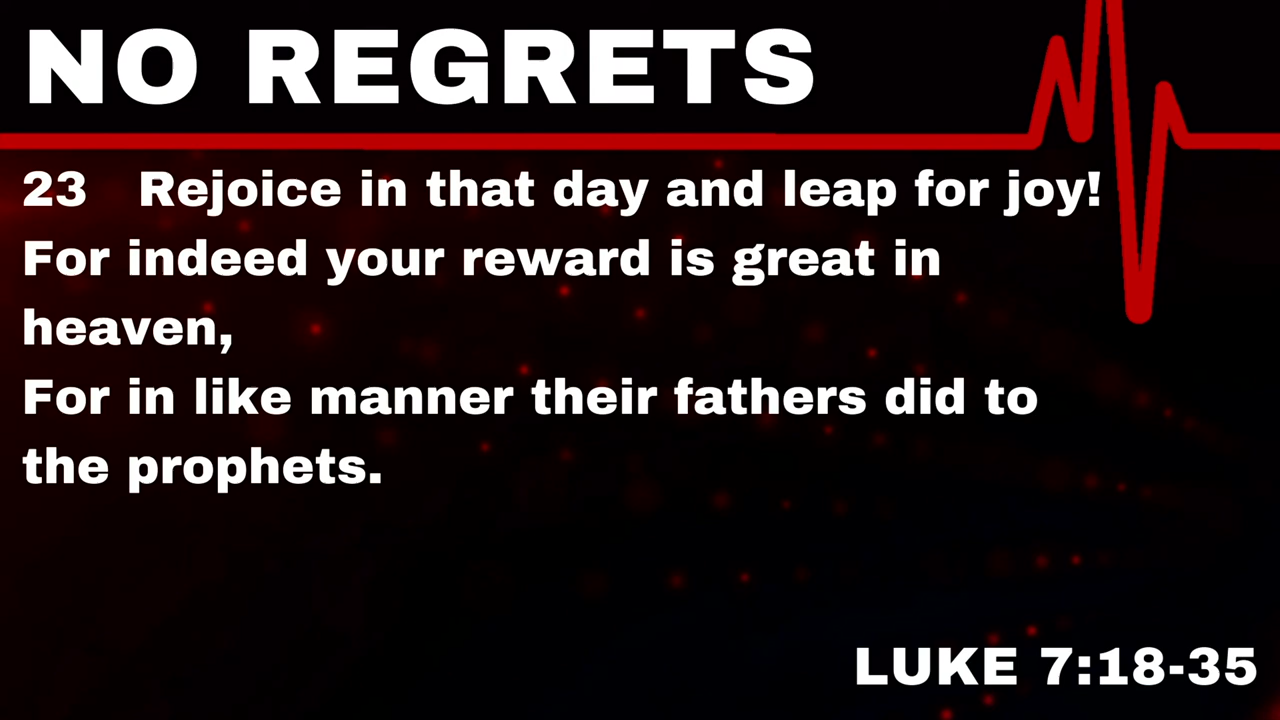 NO REGRETS
23 Rejoice in that day and leap for joy!
For indeed your reward is great in
heaven,
For in like manner their fathers did to
the prophets.
LUKE 7:18-35